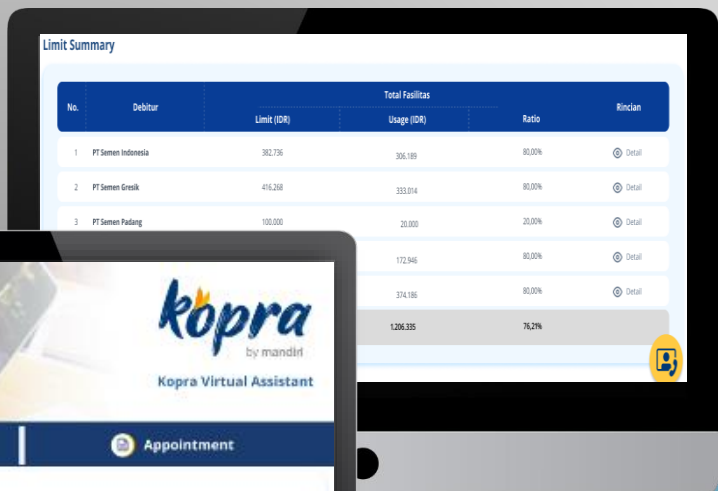 Limit Summary
Total Fasilitas
No. Debitur Limit (IDR) Usage (IDR) Ratio Rincian
1 PT Semen Indonesia 382.736 306.189 80,00% Detail
2 PT Semen Gresik 416.268 333.014 80,00% Detail
3 PT Semen Padang 100.000 20.000 20,00% Detail
172.946 80,00% Detail
374.186 80,00% Detail
1.206.335 76,21%
kopra
by mandiri
Kopra Virtual Assistant
Appointment